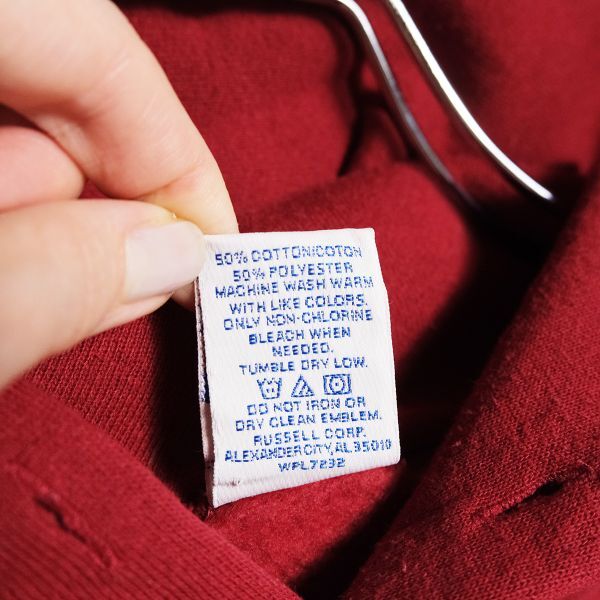 50% COTTON/COTON
50% POLYESTER
MACHINE WASH WARM
WITH LIKE COLORS.
ONLY NON-CHLORINE
BLEACH WHEN
NEEDED.
TUMBLE DRY LOW.
DO NOT IRON OR
DRY CLEAN EMBLEM.
RUSSELL CORP.
ALEXANDER CITY, AL 35010
WPL7232